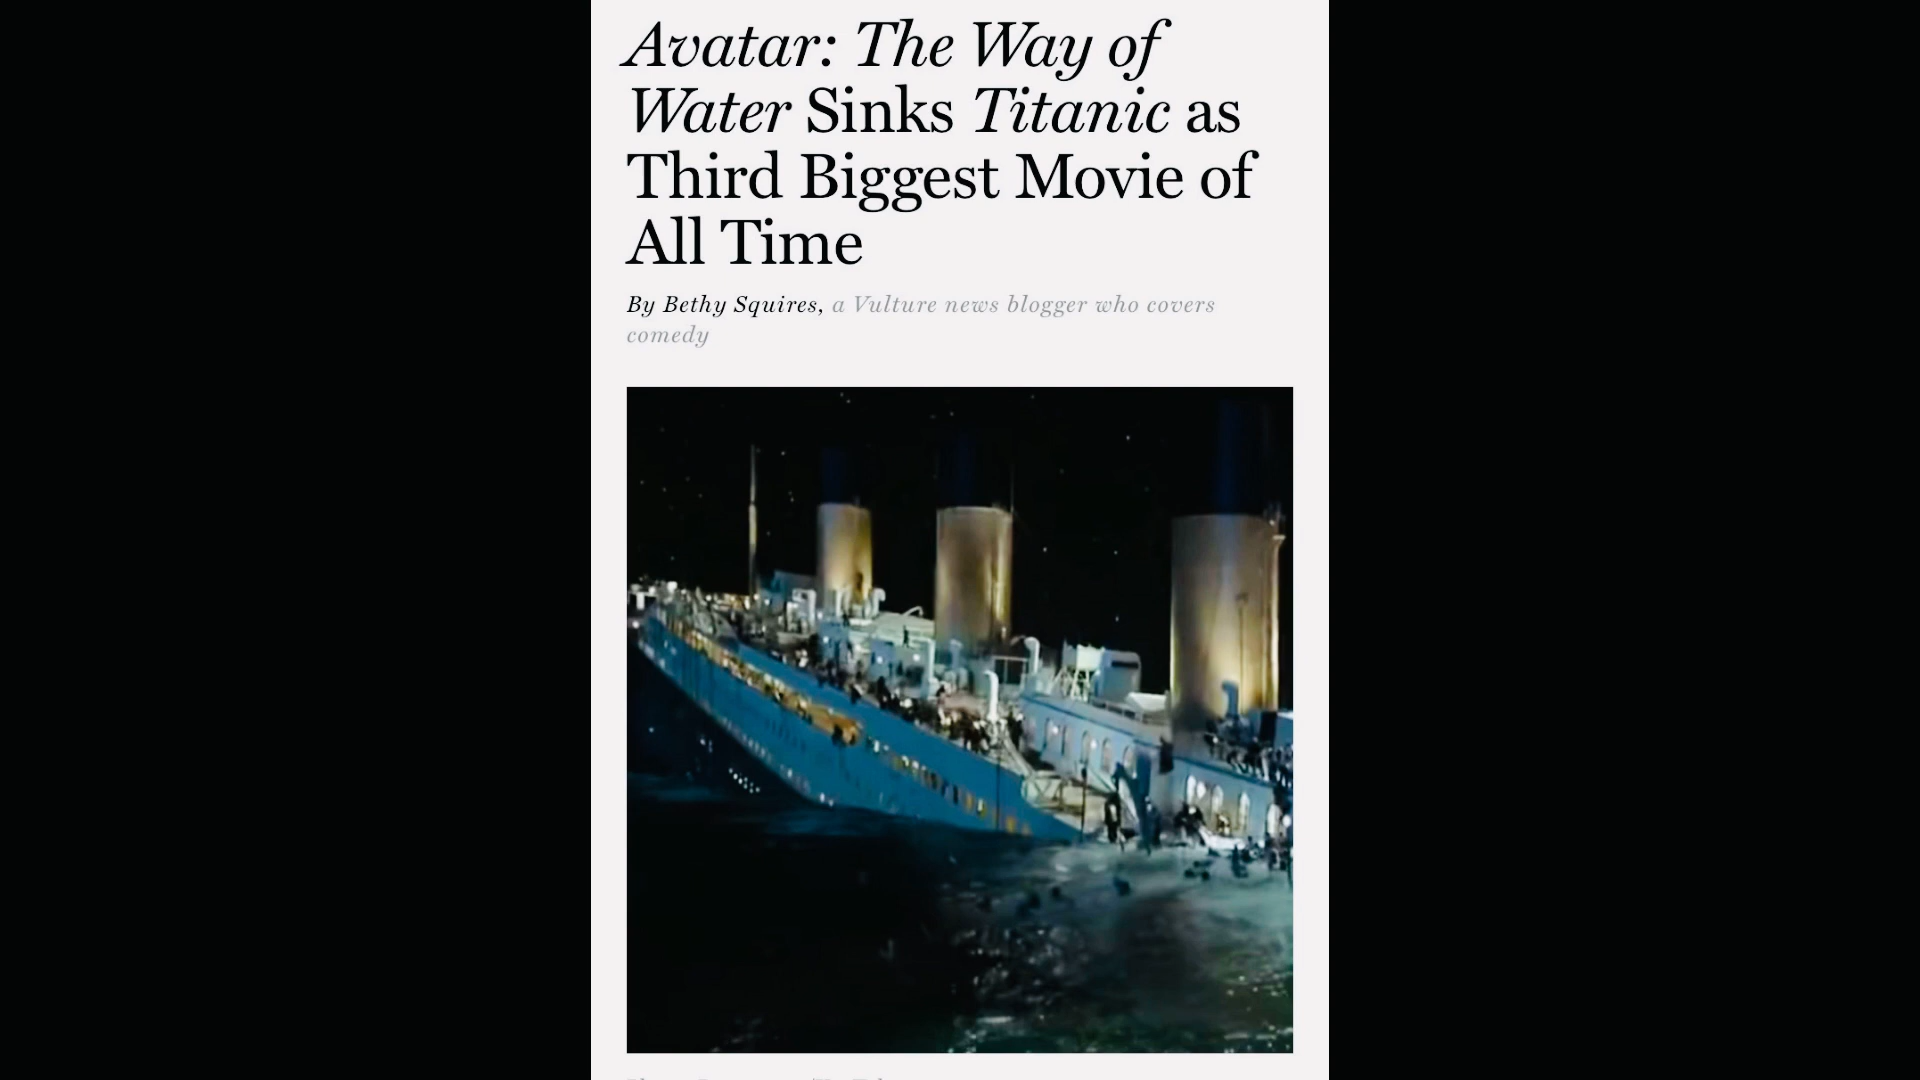 Avatar: The Way of
Water Sinks Titanic as
Third Biggest Movie of
All Time
By Bethy Squires, a Vulture news blogger who covers
comedy